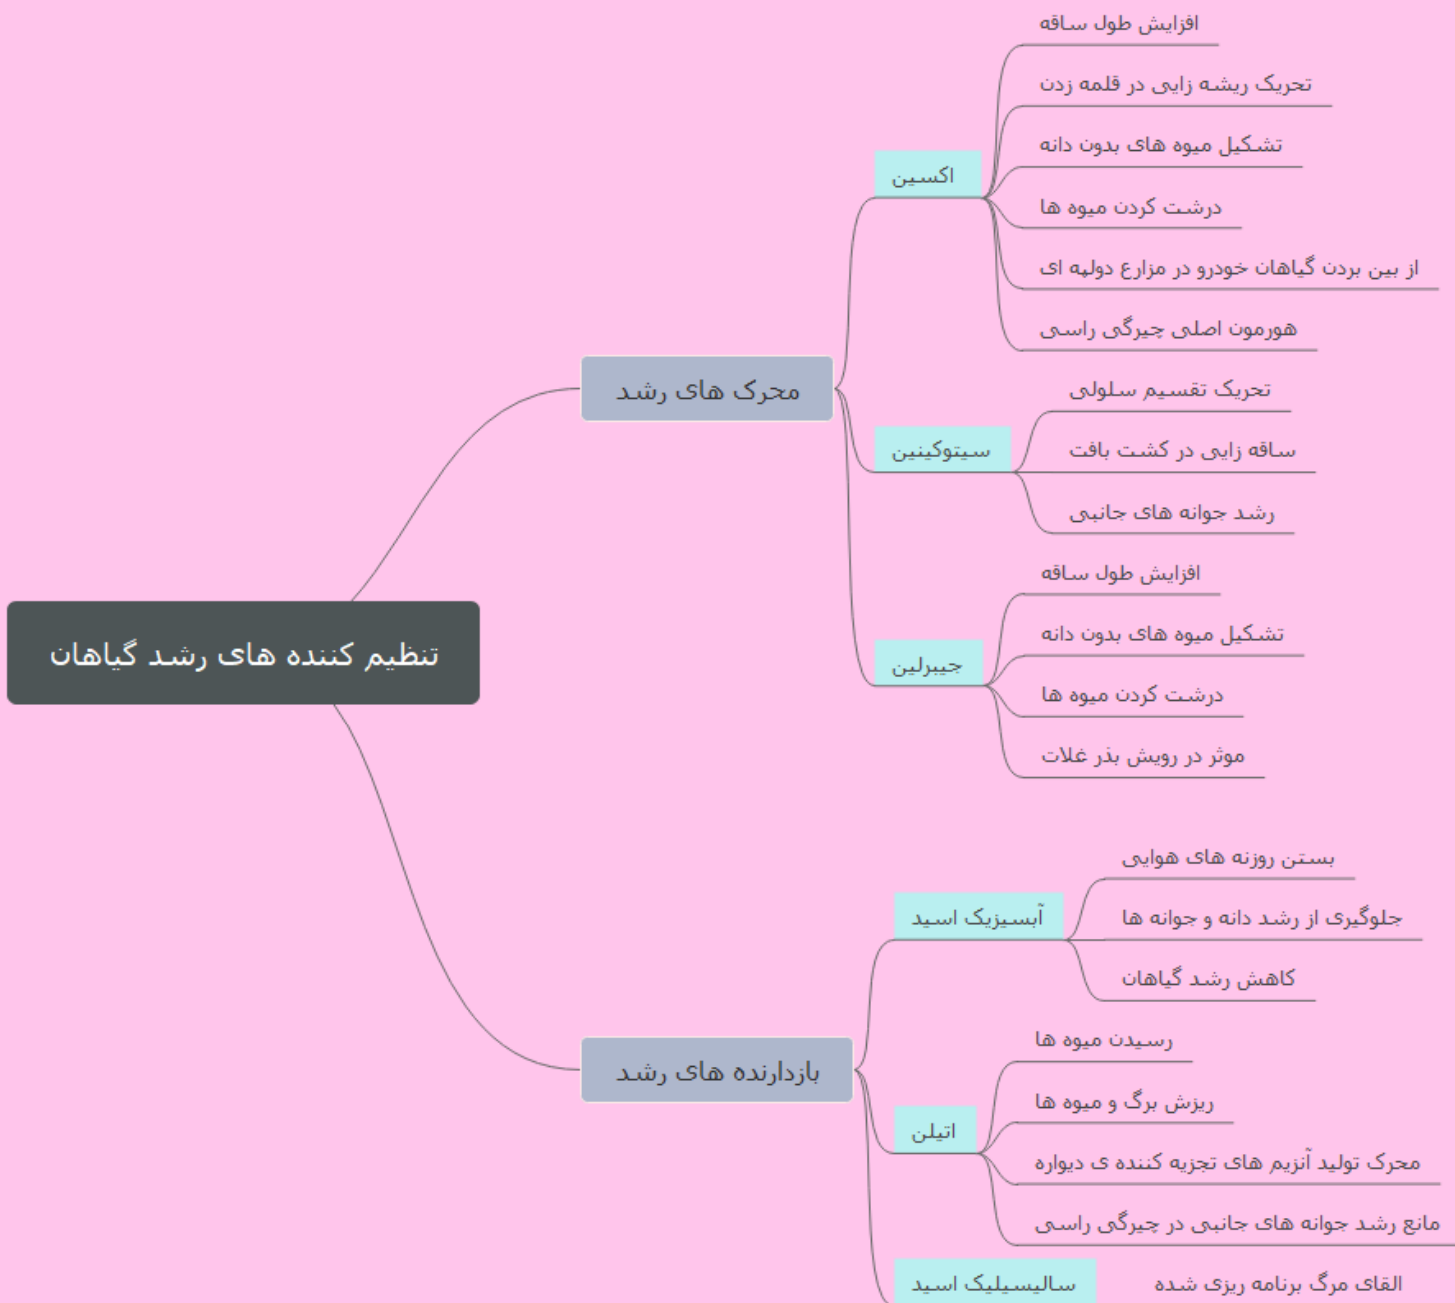 تنظیم کننده های رشد گیاهان
محرک های رشد
اکسین
افزایش طول ساقه
تحریک ریشه زایی در قلمه زدن
تشکیل میوه های بدون دانه
درشت کردن میوه ها
از بین بردن گیاهان خودرو در مزارع دولپه ای
هورمون اصلی چیرگی راسی
سیتوکینین
تحریک تقسیم سلولی
ساقه زایی در کشت بافت
رشد جوانه های جانبی
جیبرلین
افزایش طول ساقه
تشکیل میوه های بدون دانه
درشت کردن میوه ها
موثر در رویش بذر غلات
بازدارنده های رشد
آبسیزیک اسید
بستن روزنه های هوایی
جلوگیری از رشد دانه و جوانه ها
کاهش رشد گیاهان
اتیلن
رسیدن میوه ها
ریزش برگ و میوه ها
محرک تولید آنزیم های تجزیه کننده ی دیواره
مانع رشد جوانه های جانبی در چیرگی راسی
سالیسیلیک اسید
القای مرگ برنامه ریزی شده